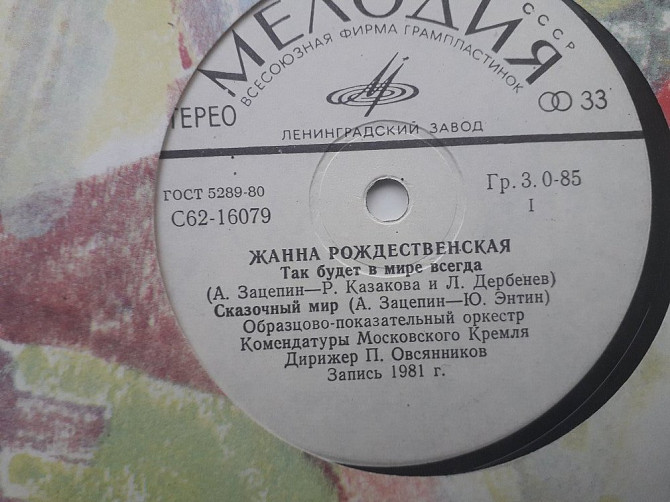 МЕЛОДИЯ
СССР
ВСЕСОЮЗНАЯ ФИРМА ГРАМПЛАСТИНОК
ТЕРЕО
33
ЛЕНИНГРАДСКИЙ ЗАВОД
ГОСТ 5289-80
Гр. 3. 0-85
С62-16079
I
ЖАННА РОЖДЕСТВЕНСКАЯ
Так будет в мире всегда
(А. Зацепин—Р. Казакова и Л. Дербенев)
Сказочный мир (А. Зацепин—Ю. Энтин)
Образцово-показательный оркестр
Комендатуры Московского Кремля
Дирижер П. Овсянников
Запись 1981 г.